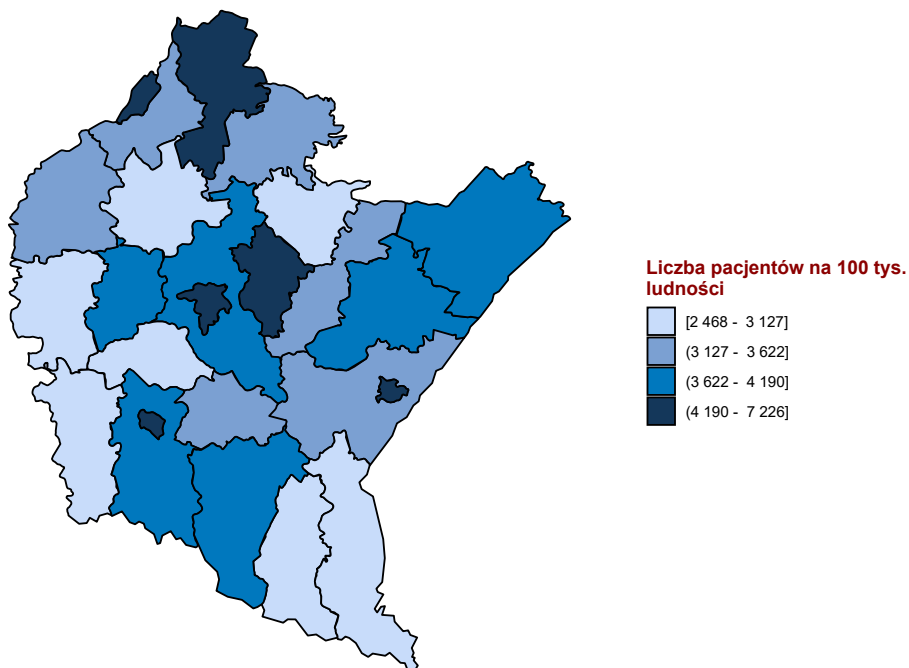 Liczba pacjentów na 100 tys.
ludności
[2 468 - 3 127]
(3 127 - 3 622]
(3 622 - 4 190]
(4 190 - 7 226]